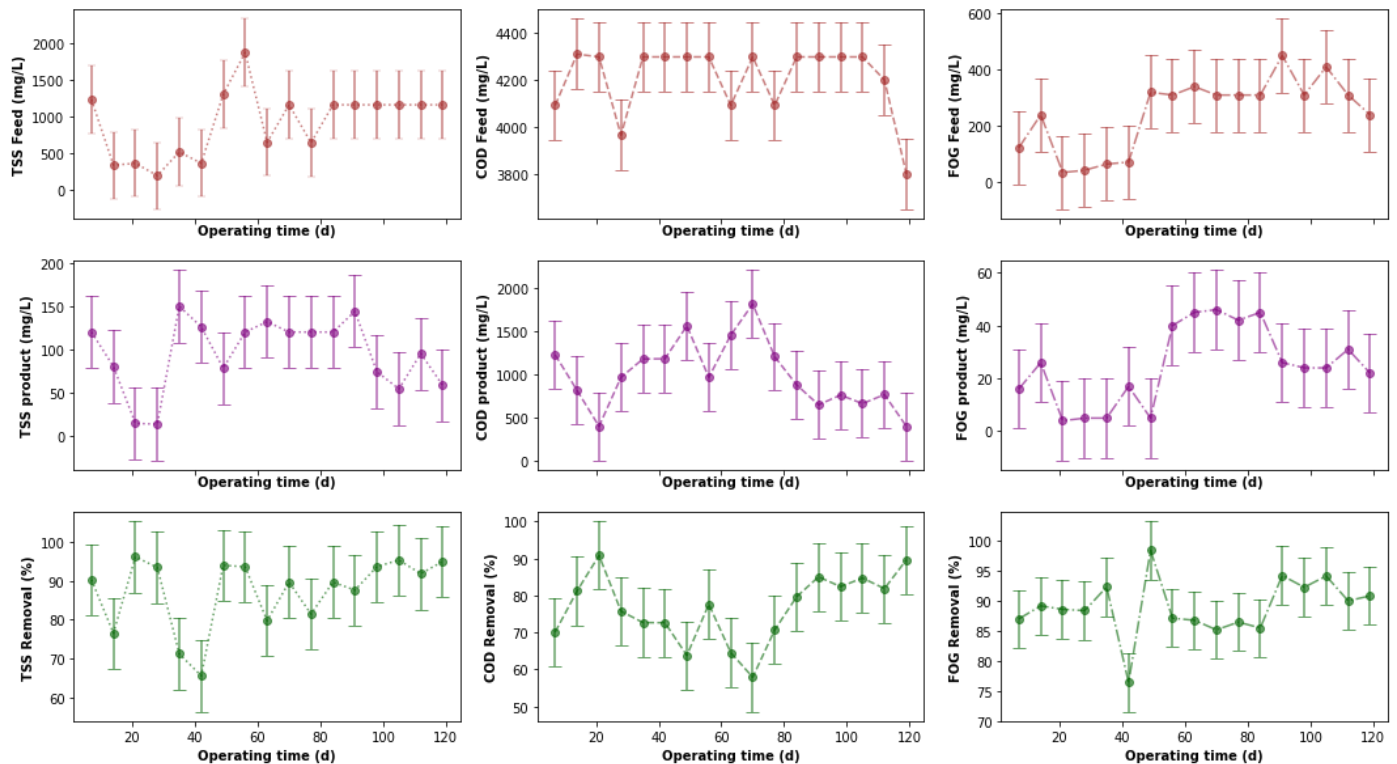 TSS Feed (mg/L)
2000
1500
1000
500
0
Operating time (d)
COD Feed (mg/L)
4400
4200
4000
3800
Operating time (d)
FOG Feed (mg/L)
600
400
200
0
Operating time (d)
TSS product (mg/L)
200
150
100
50
0
Operating time (d)
COD product (mg/L)
2000
1500
1000
500
0
Operating time (d)
FOG product (mg/L)
60
40
20
0
Operating time (d)
TSS Removal (%)
100
90
80
70
60
20 40 60 80 100 120
Operating time (d)
COD Removal (%)
100
90
80
70
60
50
20 40 60 80 100 120
Operating time (d)
FOG Removal (%)
100
95
90
85
80
75
70
20 40 60 80 100 120
Operating time (d)